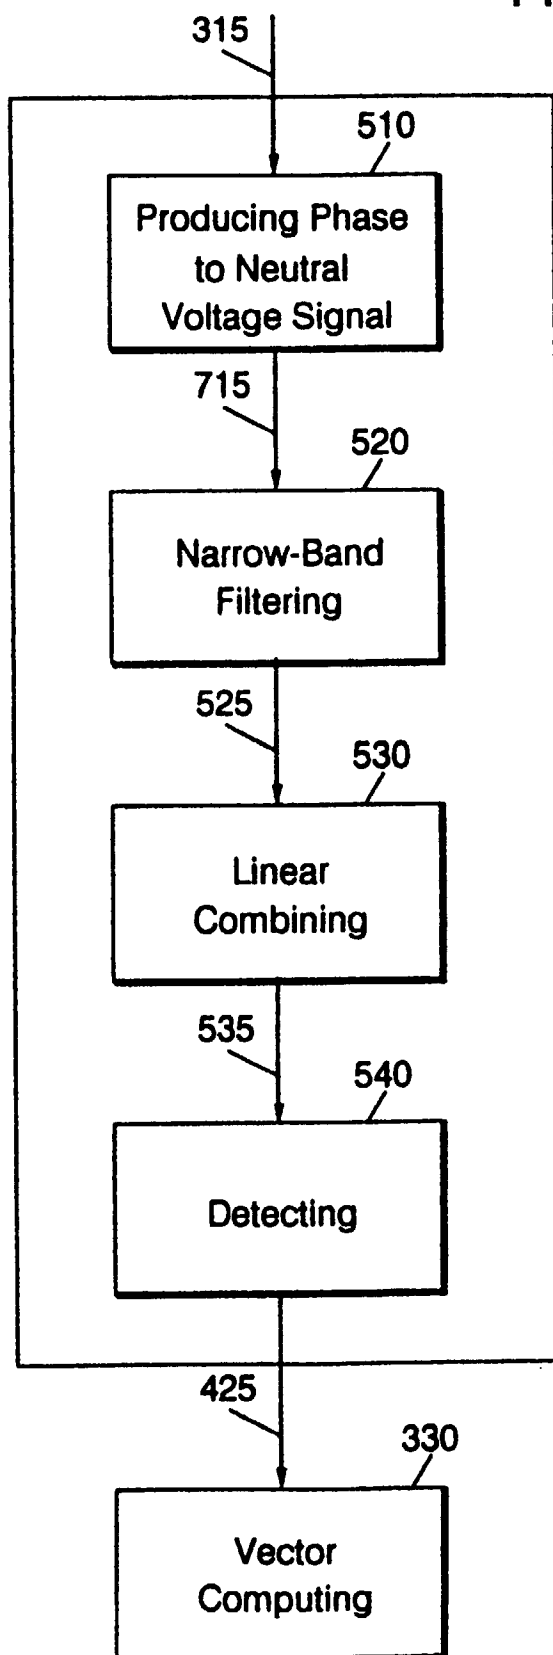 315
510
Producing Phase
to Neutral
Voltage Signal
715
520
Narrow-Band
Filtering
525
530
Linear
Combining
535
540
Detecting
425
330
Vector
Computing